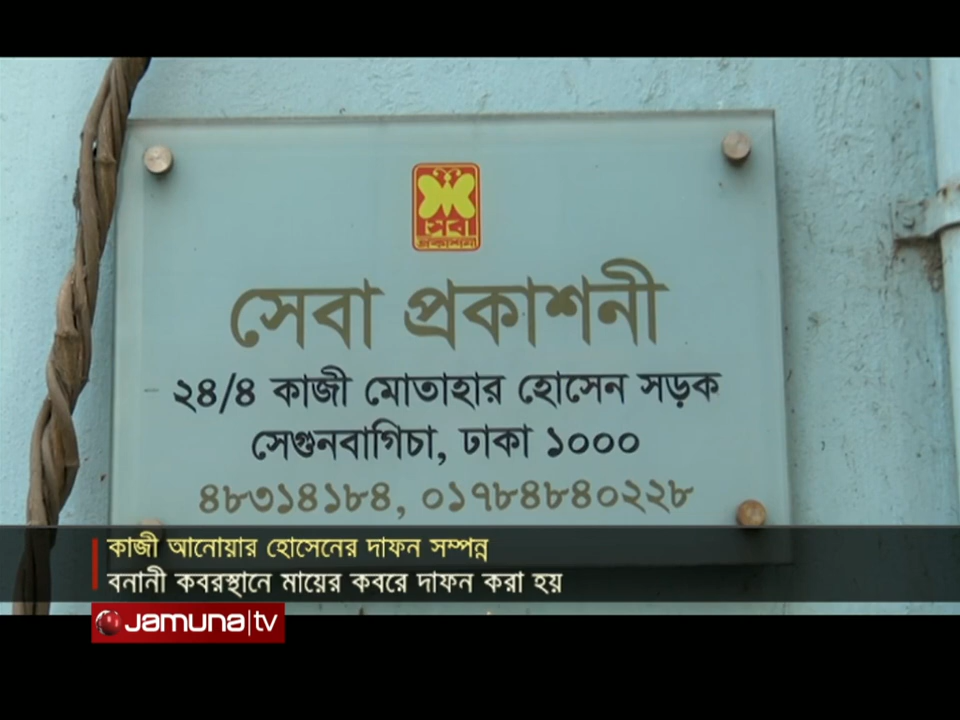 সেবা
প্রকাশনী
সেবা প্রকাশনী
২৪/৪ কাজী মোতাহার হোসেন সড়ক
সেগুনবাগিচা, ঢাকা ১০০০
৪৮৩১৪১৮৪, ০১৭৮৪৮৪০২২৮
কাজী আনোয়ার হোসেনের দাফন সম্পন্ন
বনানী কবরস্থানে মায়ের কবরে দাফন করা হয়
Jamuna|tv